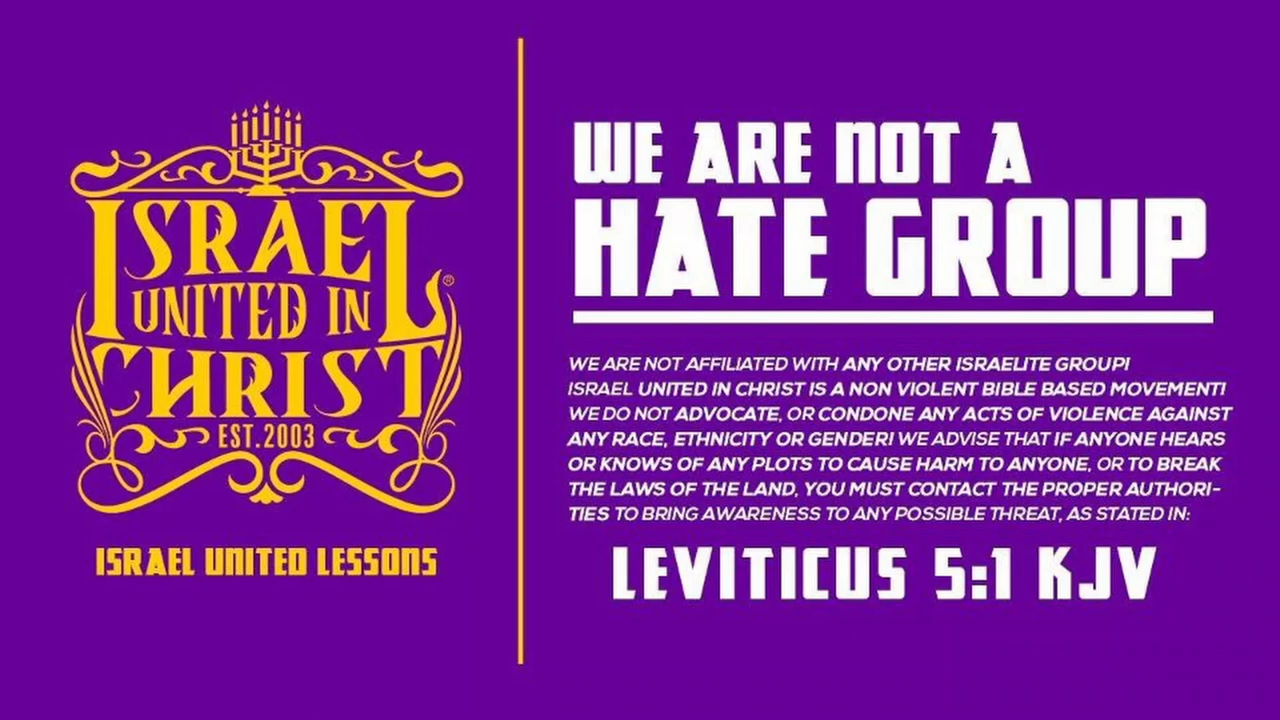 ISRAEL
UNITED IN
CHRIST
®
EST.2003
ISRAEL UNITED LESSONS
WE ARE NOT A
HATE GROUP
WE ARE NOT AFFILIATED WITH ANY OTHER ISRAELITE GROUP!
ISRAEL UNITED IN CHRIST IS A NON VIOLENT BIBLE BASED MOVEMENT!
WE DO NOT ADVOCATE, OR CONDONE ANY ACTS OF VIOLENCE AGAINST
ANY RACE, ETHNICITY OR GENDER! WE ADVISE THAT IF ANYONE HEARS
OR KNOWS OF ANY PLOTS TO CAUSE HARM TO ANYONE, OR TO BREAK
THE LAWS OF THE LAND, YOU MUST CONTACT THE PROPER AUTHORI-
TIES TO BRING AWARENESS TO ANY POSSIBLE THREAT, AS STATED IN:
LEVITICUS 5:1 KJV